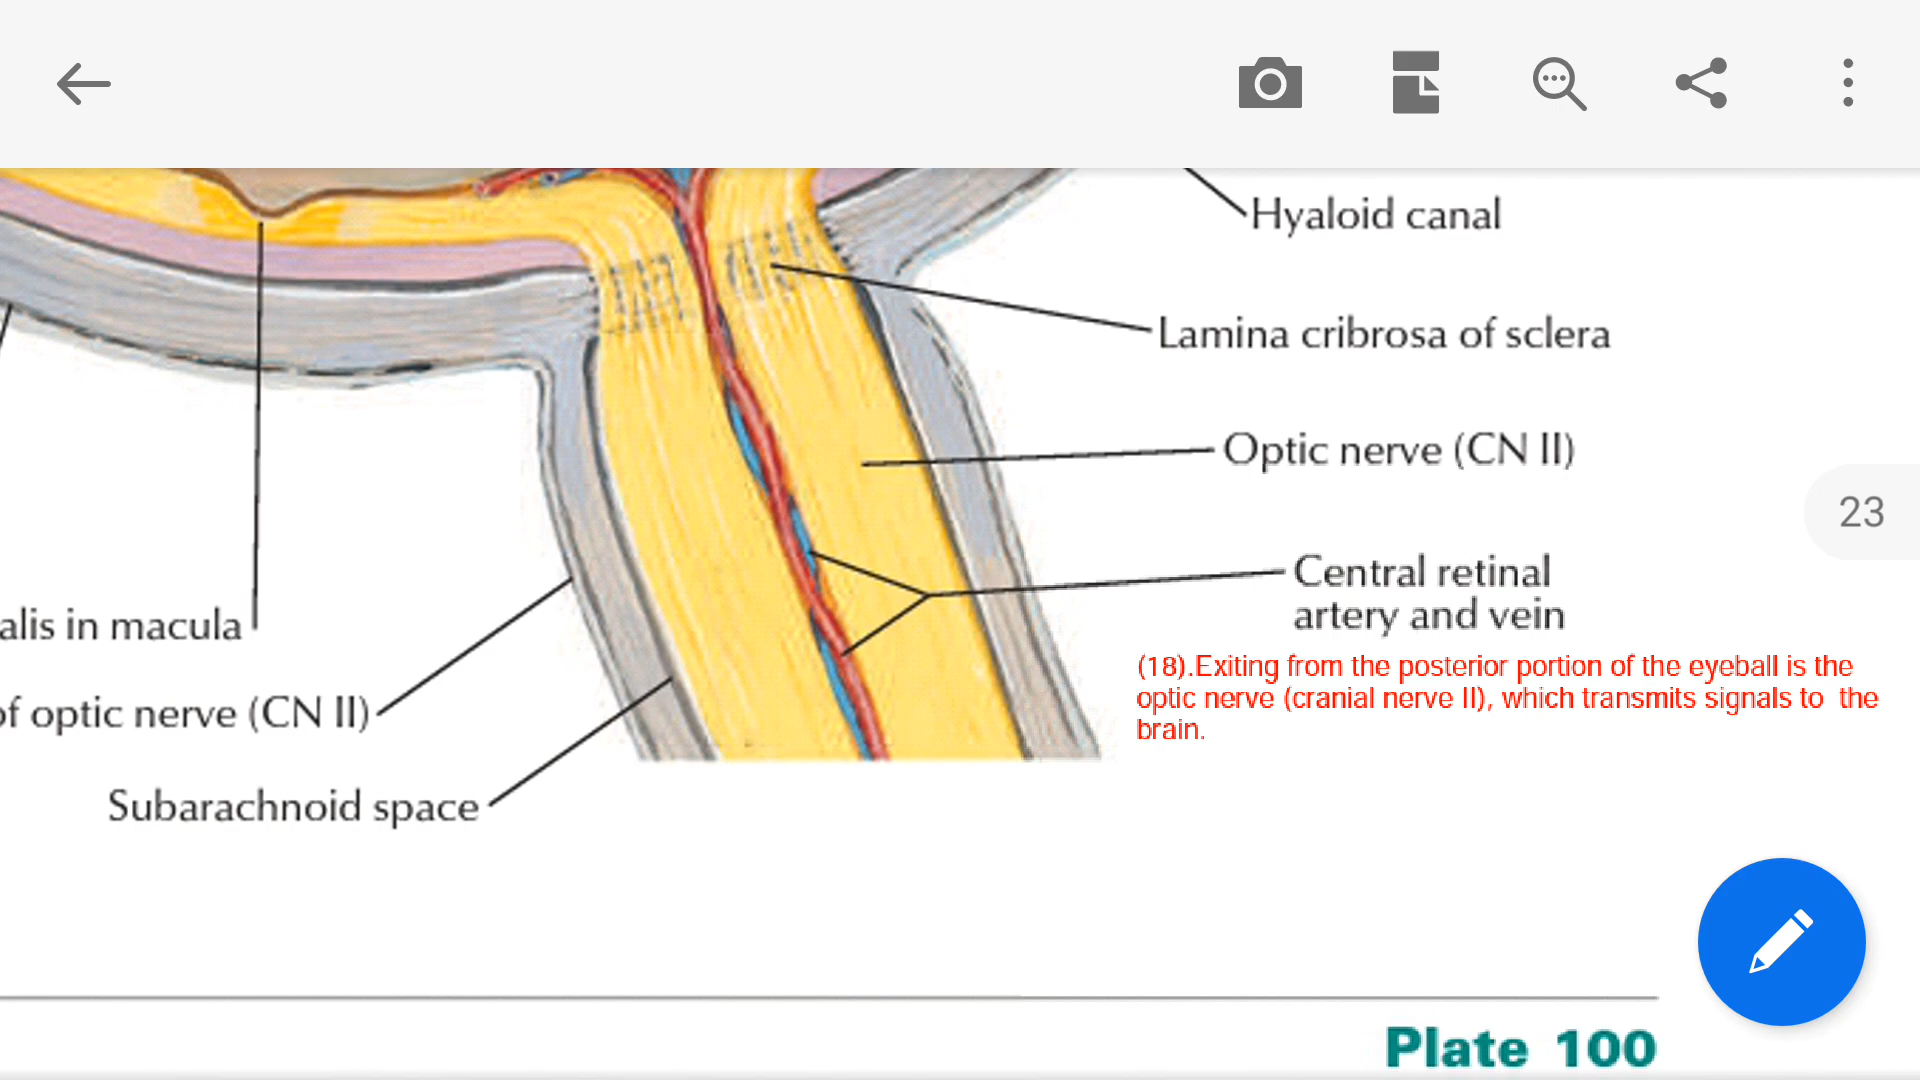 Hyaloid canal
Lamina cribrosa of sclera
Optic nerve (CN II)
23
Central retinal
artery and vein
alis in macula
(18).Exiting from the posterior portion of the eyeball is the
optic nerve (cranial nerve II), which transmits signals to  the
brain.
of optic nerve (CN II)
Subarachnoid space
Plate 100